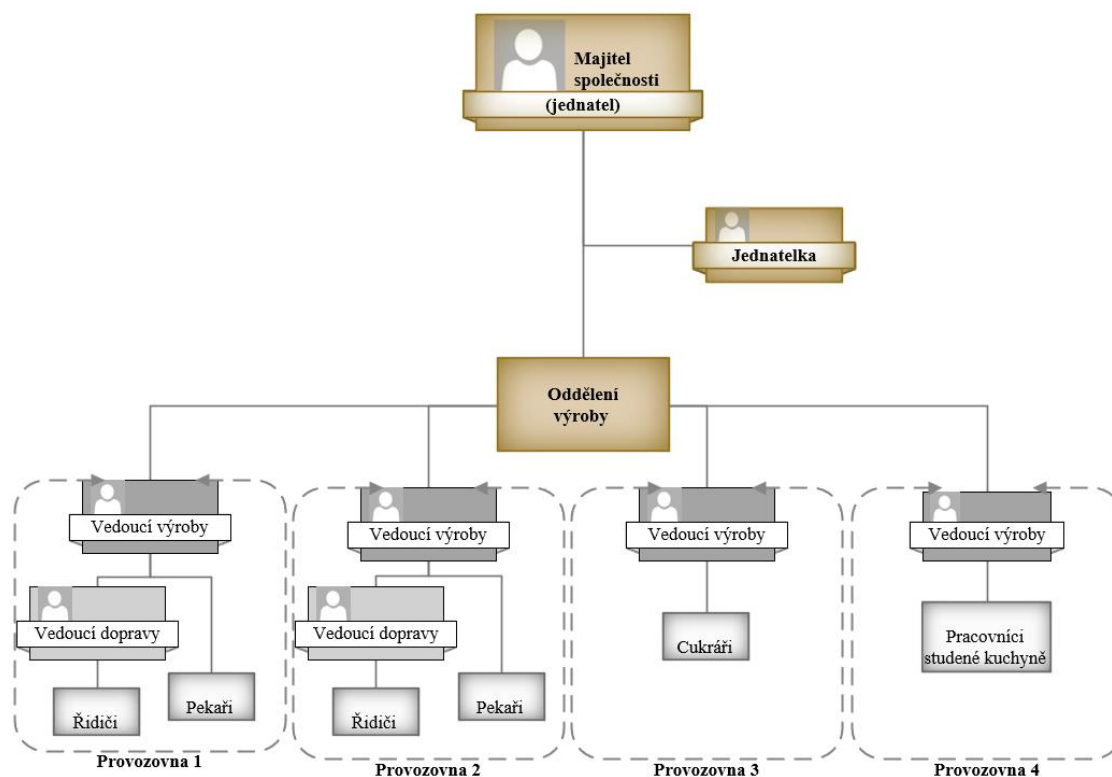 Majitel
společnosti
(jednatel)
Jednatelka
Oddělení
výroby
Vedoucí výroby
Vedoucí dopravy
Řidiči
Pekaři
Provozovna 1
Vedoucí výroby
Vedoucí dopravy
Řidiči
Pekaři
Provozovna 2
Vedoucí výroby
Cukráři
Provozovna 3
Vedoucí výroby
Pracovníci
studené kuchyně
Provozovna 4